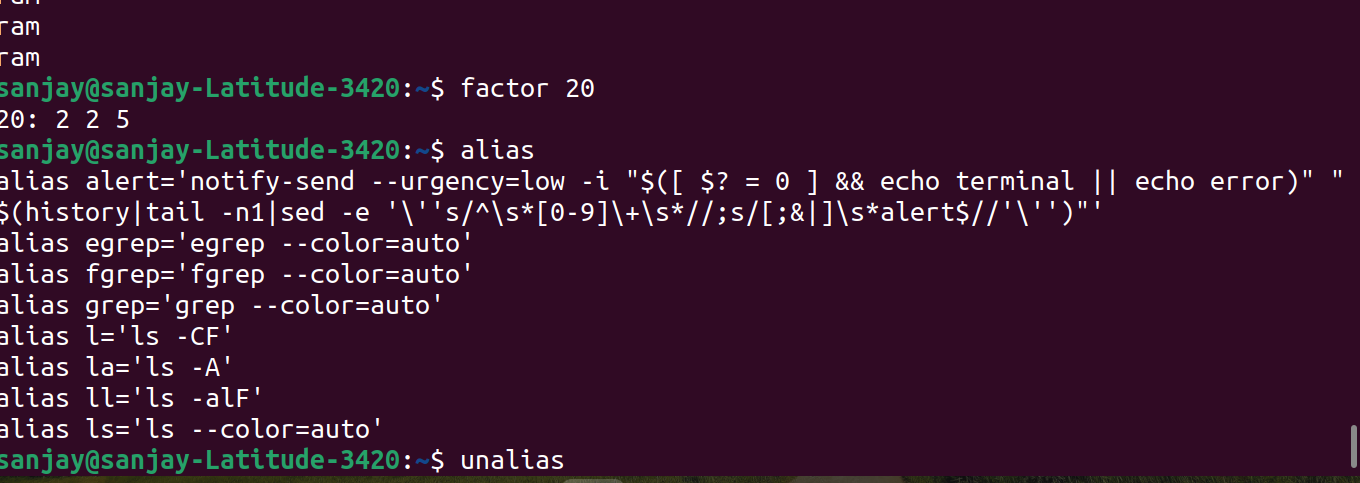 ram
ram
sanjay@sanjay-Latitude-3420:~$ factor 20
20: 2 2 5
sanjay@sanjay-Latitude-3420:~$ alias
alias alert='notify-send --urgency=low -i "$([ $? = 0 ] && echo terminal || echo error)" "
$(history|tail -n1|sed -e '\''s/^\s*[0-9]\+\s*//;s/[;&|]\s*alert$//'\'')"'
alias egrep='egrep --color=auto'
alias fgrep='fgrep --color=auto'
alias grep='grep --color=auto'
alias l='ls -CF'
alias la='ls -A'
alias ll='ls -alF'
alias ls='ls --color=auto'
sanjay@sanjay-Latitude-3420:~$ unalias